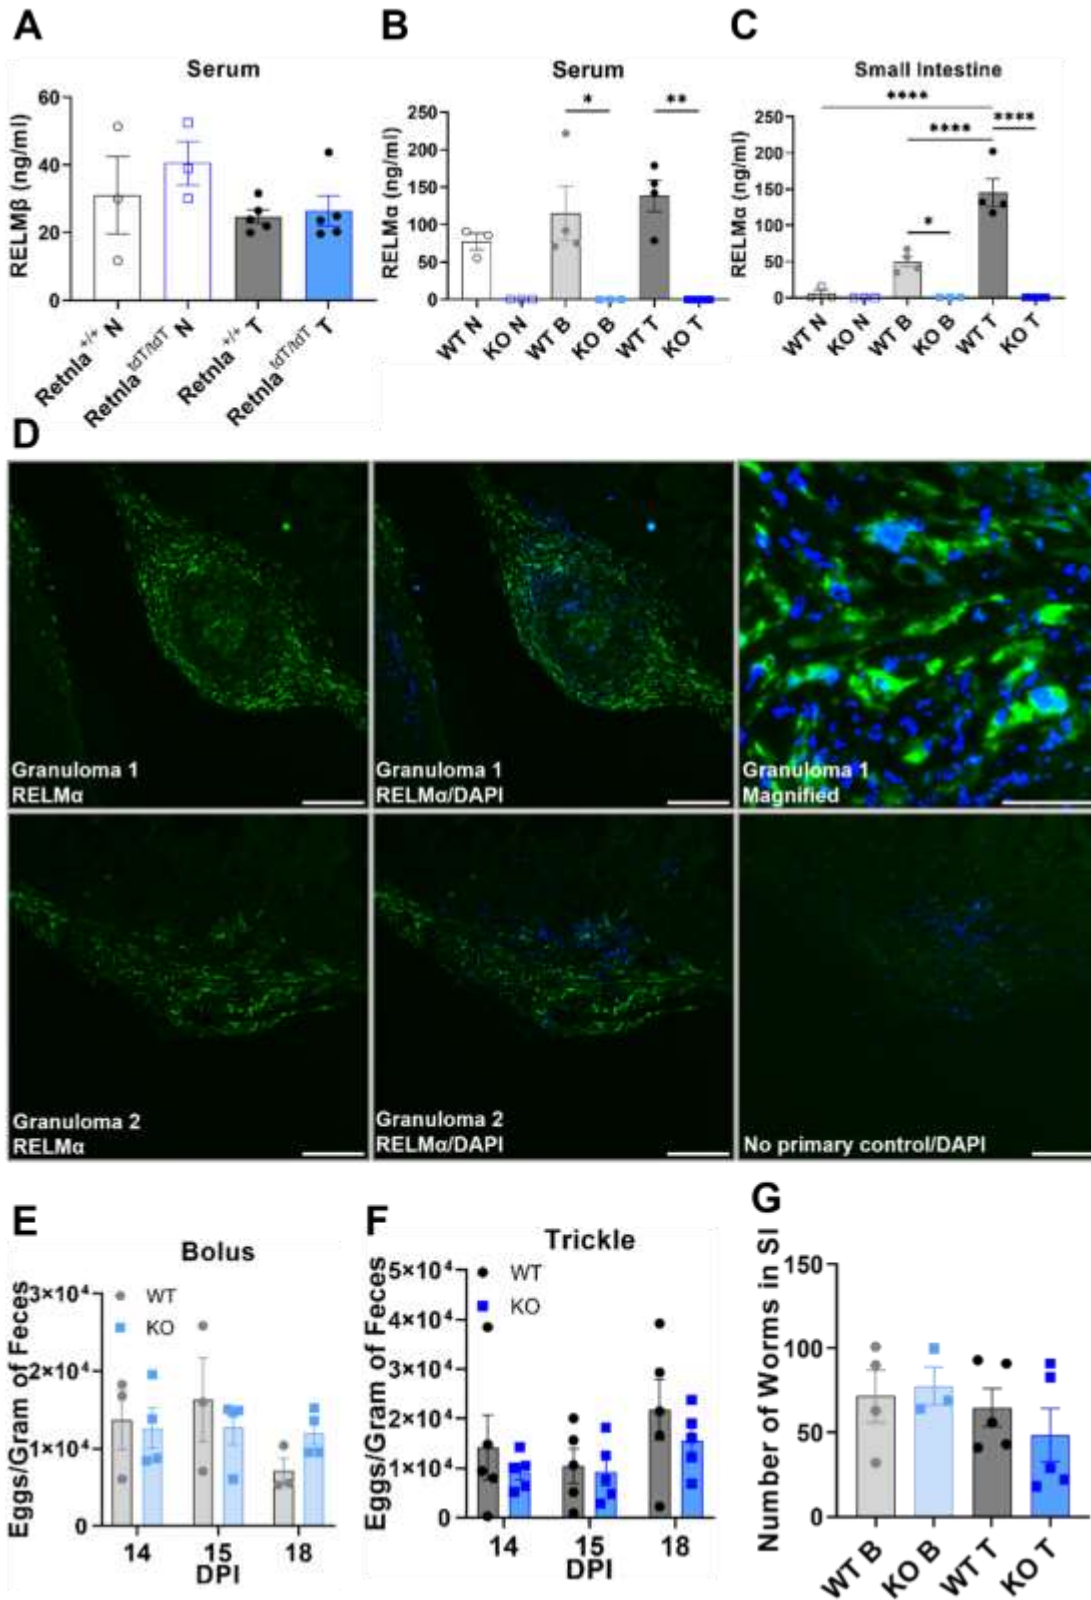 A
B
C
Serum
Serum
Small Intestine
RELMβ (ng/ml)
60
40
20
0
Retnla+/+ N
RetnlatdT/tdT N
Retnla+/+ T
RetnlatdT/tdT T
RELMα (ng/ml)
250
200
150
100
50
0
* **
WT N
KO N
WT B
KO B
WT T
KO T
RELMα (ng/ml)
250
200
150
100
50
0
****
**** ****
*
WT N
KO N
WT B
KO B
WT T
KO T
D
Granuloma 1
RELMα
Granuloma 1
RELMα/DAPI
Granuloma 1
Magnified
Granuloma 2
RELMα
Granuloma 2
RELMα/DAPI
No primary control/DAPI
E
Bolus
Eggs/Gram of Feces
3×10⁴
2×10⁴
1×10⁴
0
WT
KO
14 15 18
DPI
F
Trickle
Eggs/Gram of Feces
5×10⁴
4×10⁴
3×10⁴
2×10⁴
1×10⁴
0
WT
KO
14 15 18
DPI
G
Number of Worms in SI
150
100
50
0
WT B
KO B
WT T
KO T